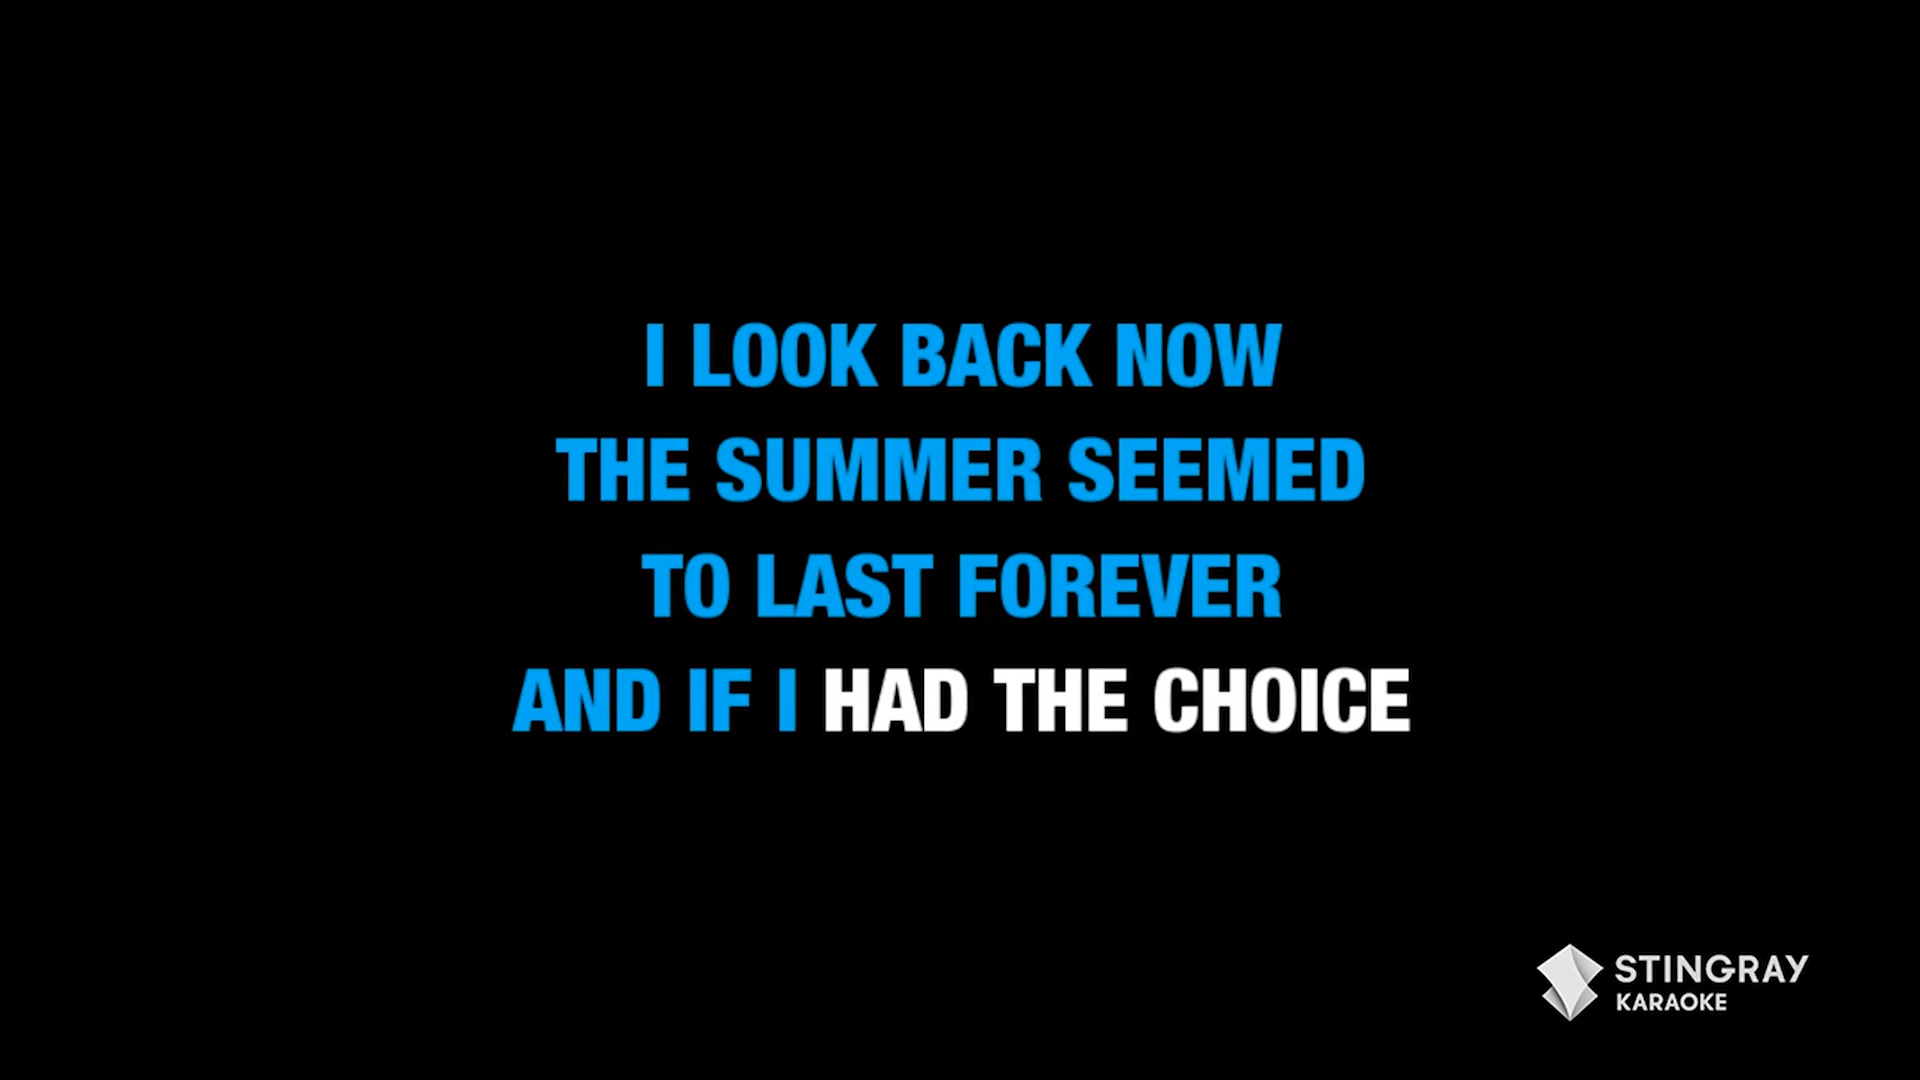 I LOOK BACK NOW
THE SUMMER SEEMED
TO LAST FOREVER
AND IF I HAD THE CHOICE
STINGRAY
KARAOKE